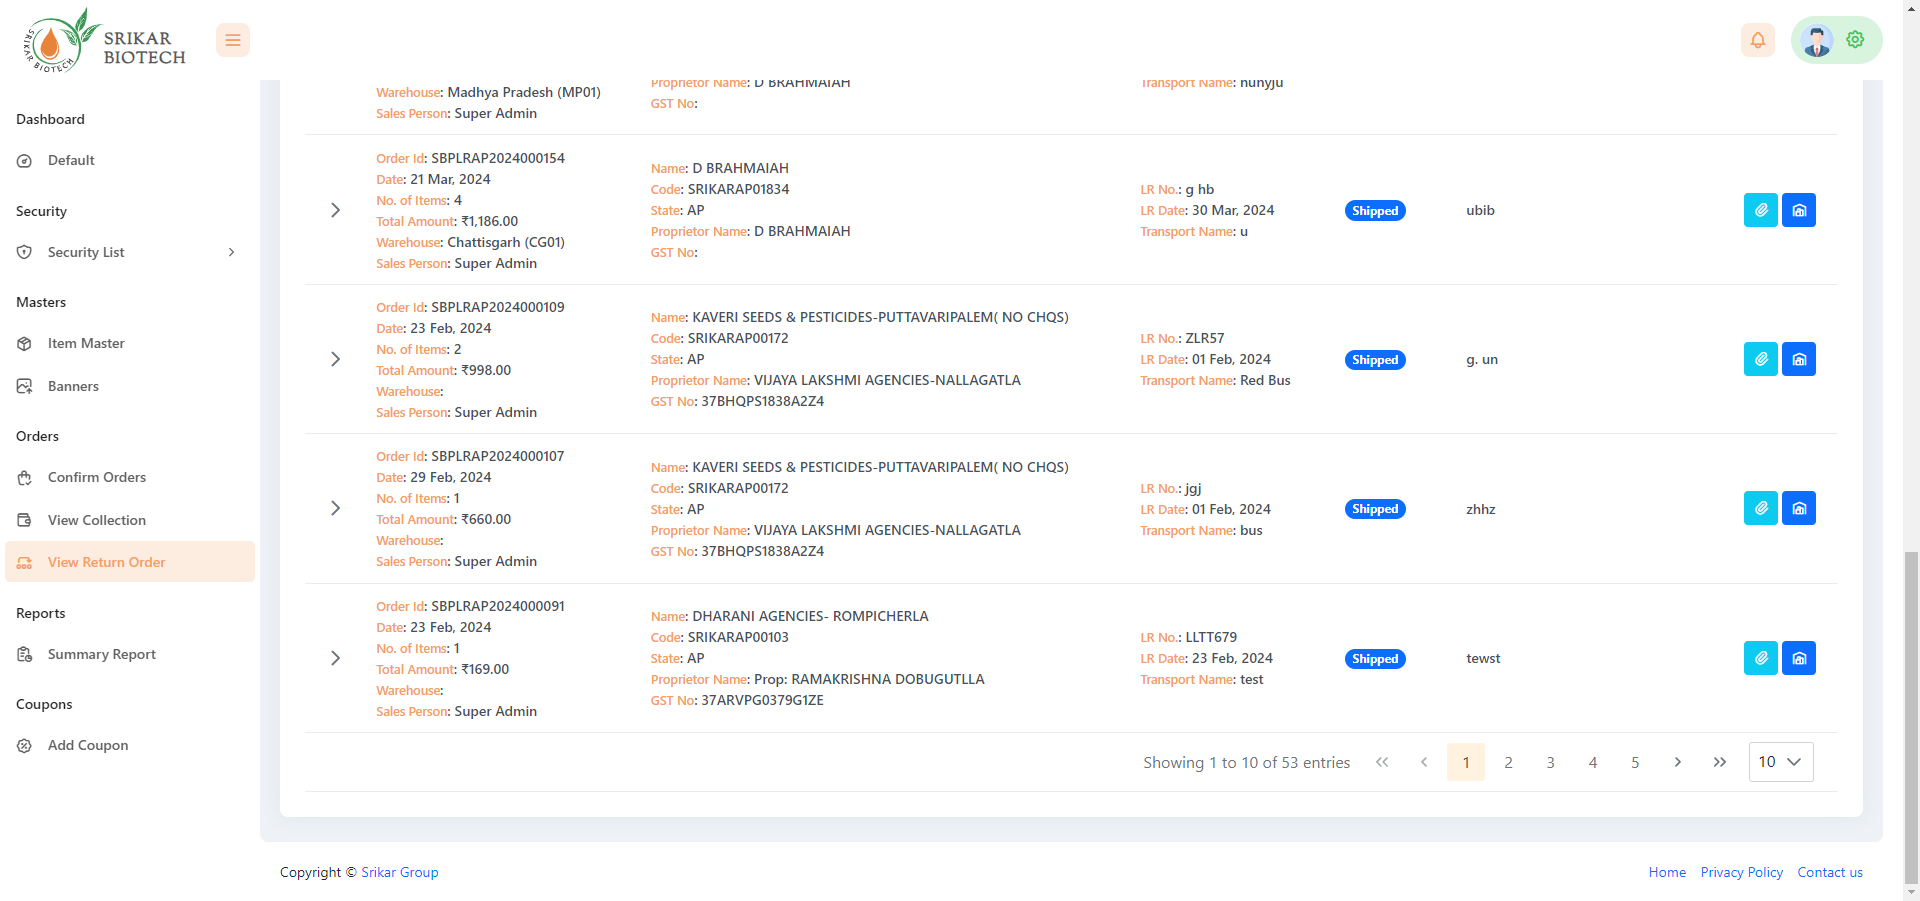 SRIKAR
BIOTECH
SRIKAR BIOTECH
Dashboard
Default
Security
Security List
Masters
Item Master
Banners
Orders
Confirm Orders
View Collection
View Return Order
Reports
Summary Report
Coupons
Add Coupon
Warehouse: Madhya Pradesh (MP01)
Sales Person: Super Admin
Proprietor Name: D BRAHMAIAH
GST No:
Transport Name: hunyju
Order Id: SBPLRAP2024000154
Date: 21 Mar, 2024
No. of Items: 4
Total Amount: ₹1,186.00
Warehouse: Chattisgarh (CG01)
Sales Person: Super Admin
Name: D BRAHMAIAH
Code: SRIKARAP01834
State: AP
Proprietor Name: D BRAHMAIAH
GST No:
LR No.: g hb
LR Date: 30 Mar, 2024
Transport Name: u
Shipped
ubib
Order Id: SBPLRAP2024000109
Date: 23 Feb, 2024
No. of Items: 2
Total Amount: ₹998.00
Warehouse:
Sales Person: Super Admin
Name: KAVERI SEEDS & PESTICIDES-PUTTAVARIPALEM( NO CHQS)
Code: SRIKARAP00172
State: AP
Proprietor Name: VIJAYA LAKSHMI AGENCIES-NALLAGATLA
GST No: 37BHQPS1838A2Z4
LR No.: ZLR57
LR Date: 01 Feb, 2024
Transport Name: Red Bus
Shipped
g. un
Order Id: SBPLRAP2024000107
Date: 29 Feb, 2024
No. of Items: 1
Total Amount: ₹660.00
Warehouse:
Sales Person: Super Admin
Name: KAVERI SEEDS & PESTICIDES-PUTTAVARIPALEM( NO CHQS)
Code: SRIKARAP00172
State: AP
Proprietor Name: VIJAYA LAKSHMI AGENCIES-NALLAGATLA
GST No: 37BHQPS1838A2Z4
LR No.: jgj
LR Date: 01 Feb, 2024
Transport Name: bus
Shipped
zhhz
Order Id: SBPLRAP2024000091
Date: 23 Feb, 2024
No. of Items: 1
Total Amount: ₹169.00
Warehouse:
Sales Person: Super Admin
Name: DHARANI AGENCIES- ROMPICHERLA
Code: SRIKARAP00103
State: AP
Proprietor Name: Prop: RAMAKRISHNA DOBUGUTLLA
GST No: 37ARVPG0379G1ZE
LR No.: LLTT679
LR Date: 23 Feb, 2024
Transport Name: test
Shipped
tewst
Showing 1 to 10 of 53 entries
1 2 3 4 5
10
Copyright © Srikar Group
Home Privacy Policy Contact us